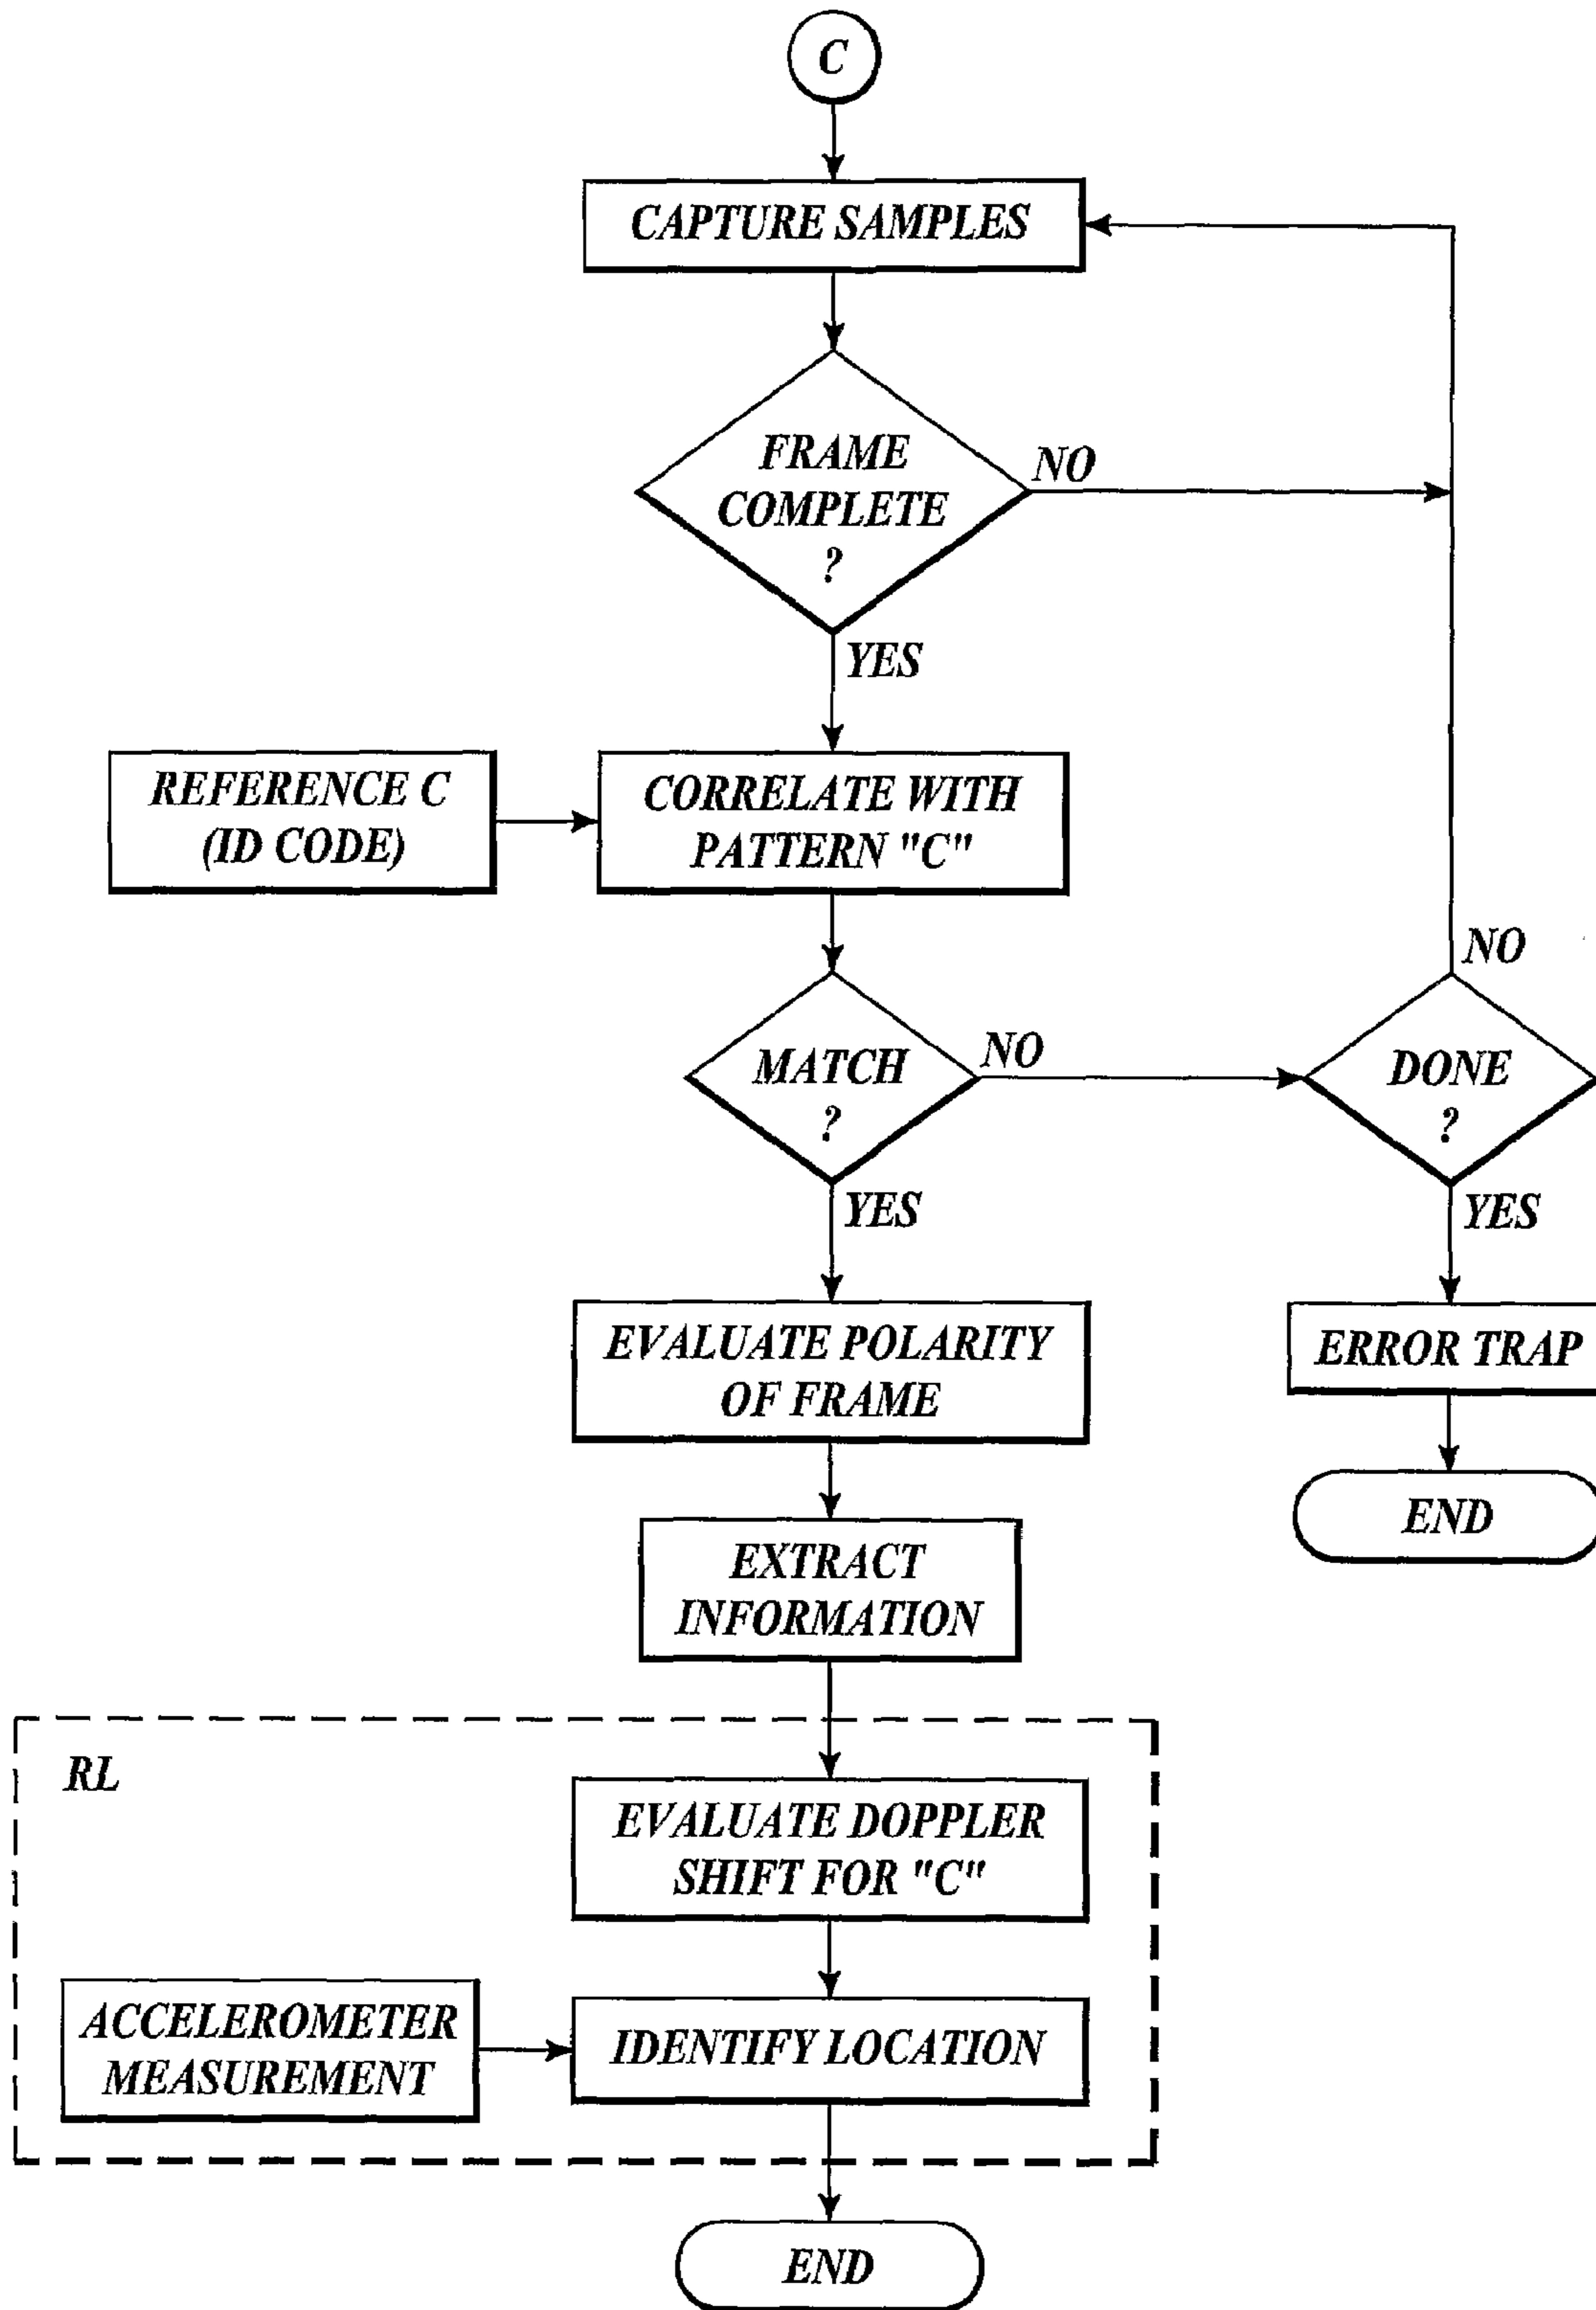 C
CAPTURE SAMPLES
FRAME
COMPLETE
?
NO
YES
REFERENCE C
(ID CODE)
CORRELATE WITH
PATTERN "C"
NO
MATCH
?
NO
DONE
?
YES
YES
EVALUATE POLARITY
OF FRAME
ERROR TRAP
END
EXTRACT
INFORMATION
RL
EVALUATE DOPPLER
SHIFT FOR "C"
ACCELEROMETER
MEASUREMENT
IDENTIFY LOCATION
END